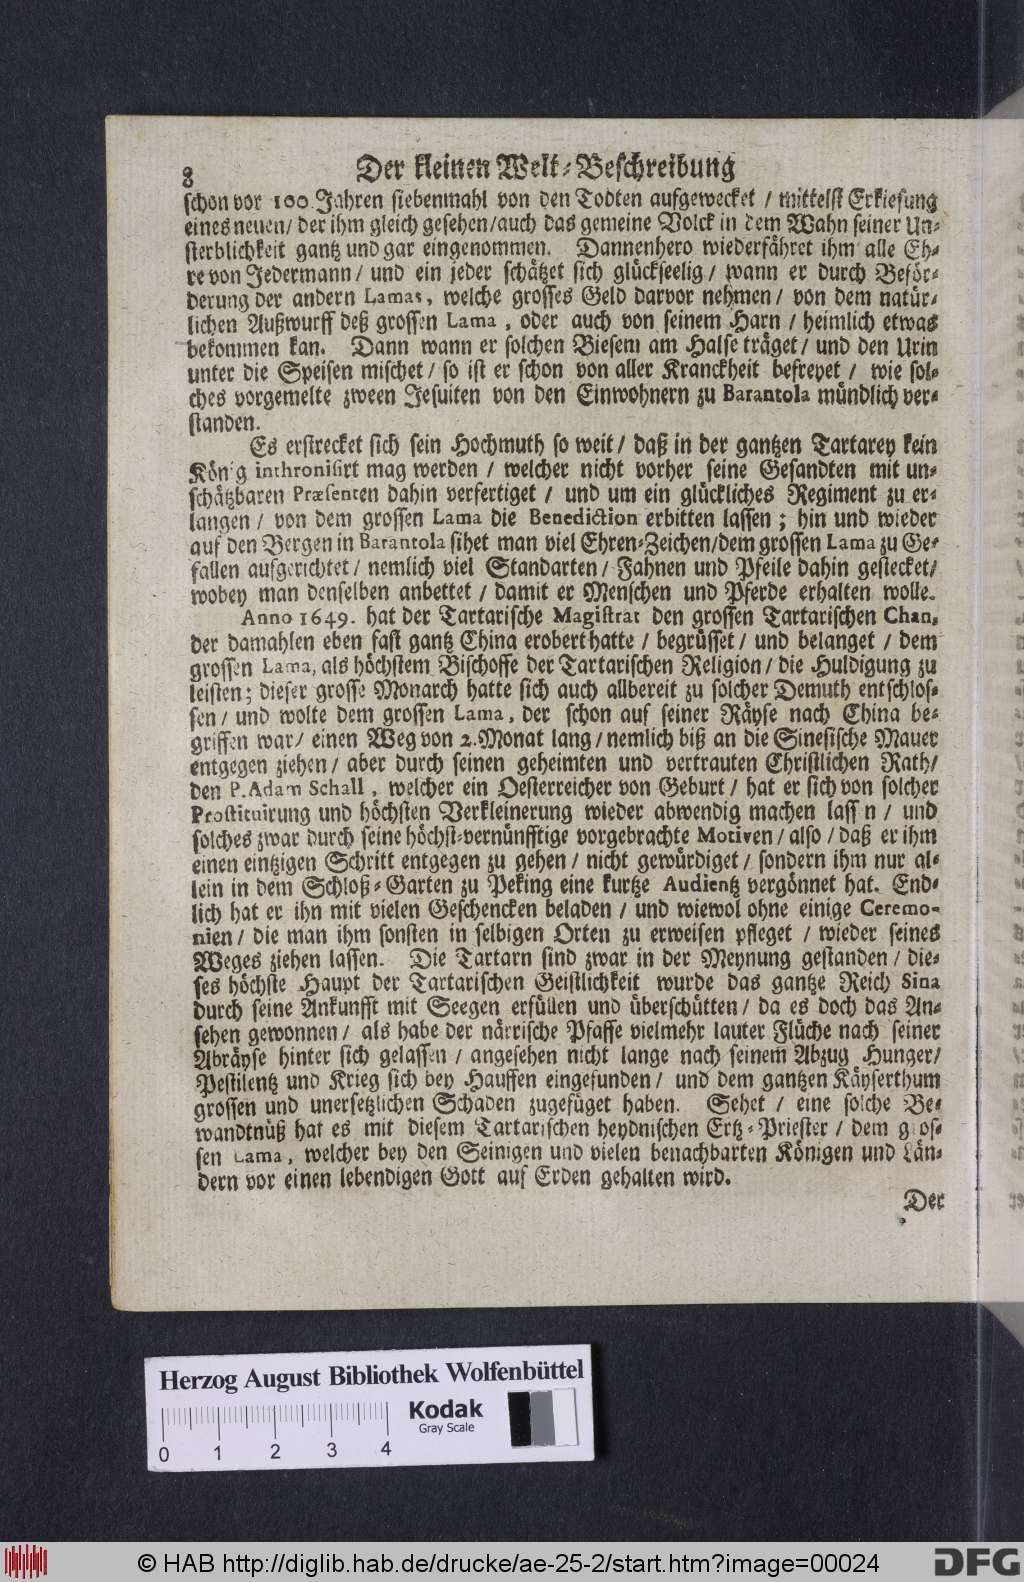 8 Der kleinen Welt-Beschreibung
schon vor 100. Jahren siebenmahl von den Todten aufgewecket / mittelst Erkiesung
eines neuen / der ihm gleich gesehen / auch das gemeine Volck in dem Wahn seiner Un-
sterblichkeit gantz und gar eingenommen. Dannenhero wiederfähret ihm alle Eh-
re von Jedermann / und ein jeder schätzet sich glückseelig / wann er durch Beför-
derung der andern Lamas, welche grosses Geld darvor nehmen / von dem natür-
lichen Außwurff deß grossen Lama, oder auch von seinem Harn / heimlich etwas
bekommen kan. Dann wann er solchen Biesem am Halse träget / und den Urin
unter die Speisen mischet / so ist er schon von aller Kranckheit befreyet / wie sol-
ches vorgemelte zween Jesuiten von den Einwohnern zu Barantola mündlich ver-
standen.
Es erstrecket sich sein Hochmuth so weit / daß in der gantzen Tartarey kein
König inthronisirt mag werden / welcher nicht vorher seine Gesandten mit un-
schätzbaren Præsenten dahin verfertiget / und um ein glückliches Regiment zu er-
langen / von dem grossen Lama die Benediction erbitten lassen; hin und wieder
auf den Bergen in Barantola sihet man viel Ehren-Zeichen / dem grossen Lama zu Ge-
fallen aufgerichtet / nemlich viel Standarten / Fahnen und Pfeile dahin gestecket /
wobey man denselben anbettet / damit er Menschen und Pferde erhalten wolle.
Anno 1649. hat der Tartarische Magistrat den grossen Tartarischen Chan,
der damahlen eben fast gantz China erobert hatte / begrüsset / und belanget / dem
grossen Lama, als höchstem Bischoffe der Tartarischen Religion / die Huldigung zu
leisten; dieser grosse Monarch hatte sich auch allbereit zu solcher Demuth entschlos-
sen / und wolte dem grossen Lama, der schon auf seiner Räyse nach China be-
griffen war / einen Weg von 2. Monat lang / nemlich biß an die Sinesische Mauer
entgegen ziehen / aber durch seinen geheimten und vertrauten Christlichen Rath /
den P. Adam Schall, welcher ein Oesterreicher von Geburt / hat er sich von solcher
Prostituirung und höchsten Verkleinerung wieder abwendig machen lassen / und
solches zwar durch seine höchst-vernünfftige vorgebrachte Motiven / also / daß er ihm
einen eintzigen Schritt entgegen zu gehen / nicht gewürdiget / sondern ihm nur al-
lein in dem Schloß-Garten zu Peking eine kurtze Audientz vergönnet hat. End-
lich hat er ihn mit vielen Geschencken beladen / und wiewol ohne einige Ceremo-
nien / die man ihm sonsten in selbigen Orten zu erweisen pfleget / wieder seines
Weges ziehen lassen. Die Tartarn sind zwar in der Meynung gestanden / die-
ses höchste Haupt der Tartarischen Geistlichkeit wurde das gantze Reich Sina
durch seine Ankunfft mit Seegen erfüllen und überschütten / da es doch das An-
sehen gewonnen / als habe der närrische Pfaffe vielmehr lauter Flüche nach seiner
Abräyse hinter sich gelassen / angesehen nicht lange nach seinem Abzug Hunger /
Pestilentz und Krieg sich bey Hauffen eingefunden / und dem gantzen Käyserthum
grossen und unersetzlichen Schaden zugefüget haben. Sehet / eine solche Be-
wandtnüß hat es mit diesem Tartarischen heydnischen Ertz-Priester / dem gros-
sen Lama, welcher bey den Seinigen und vielen benachbarten Königen und Län-
dern vor einen lebendigen Gott auf Erden gehalten wird.
Der
Herzog August Bibliothek Wolfenbüttel
Kodak
Gray Scale
0 1 2 3 4
© HAB http://diglib.hab.de/drucke/ae-25-2/start.htm?image=00024
DFG